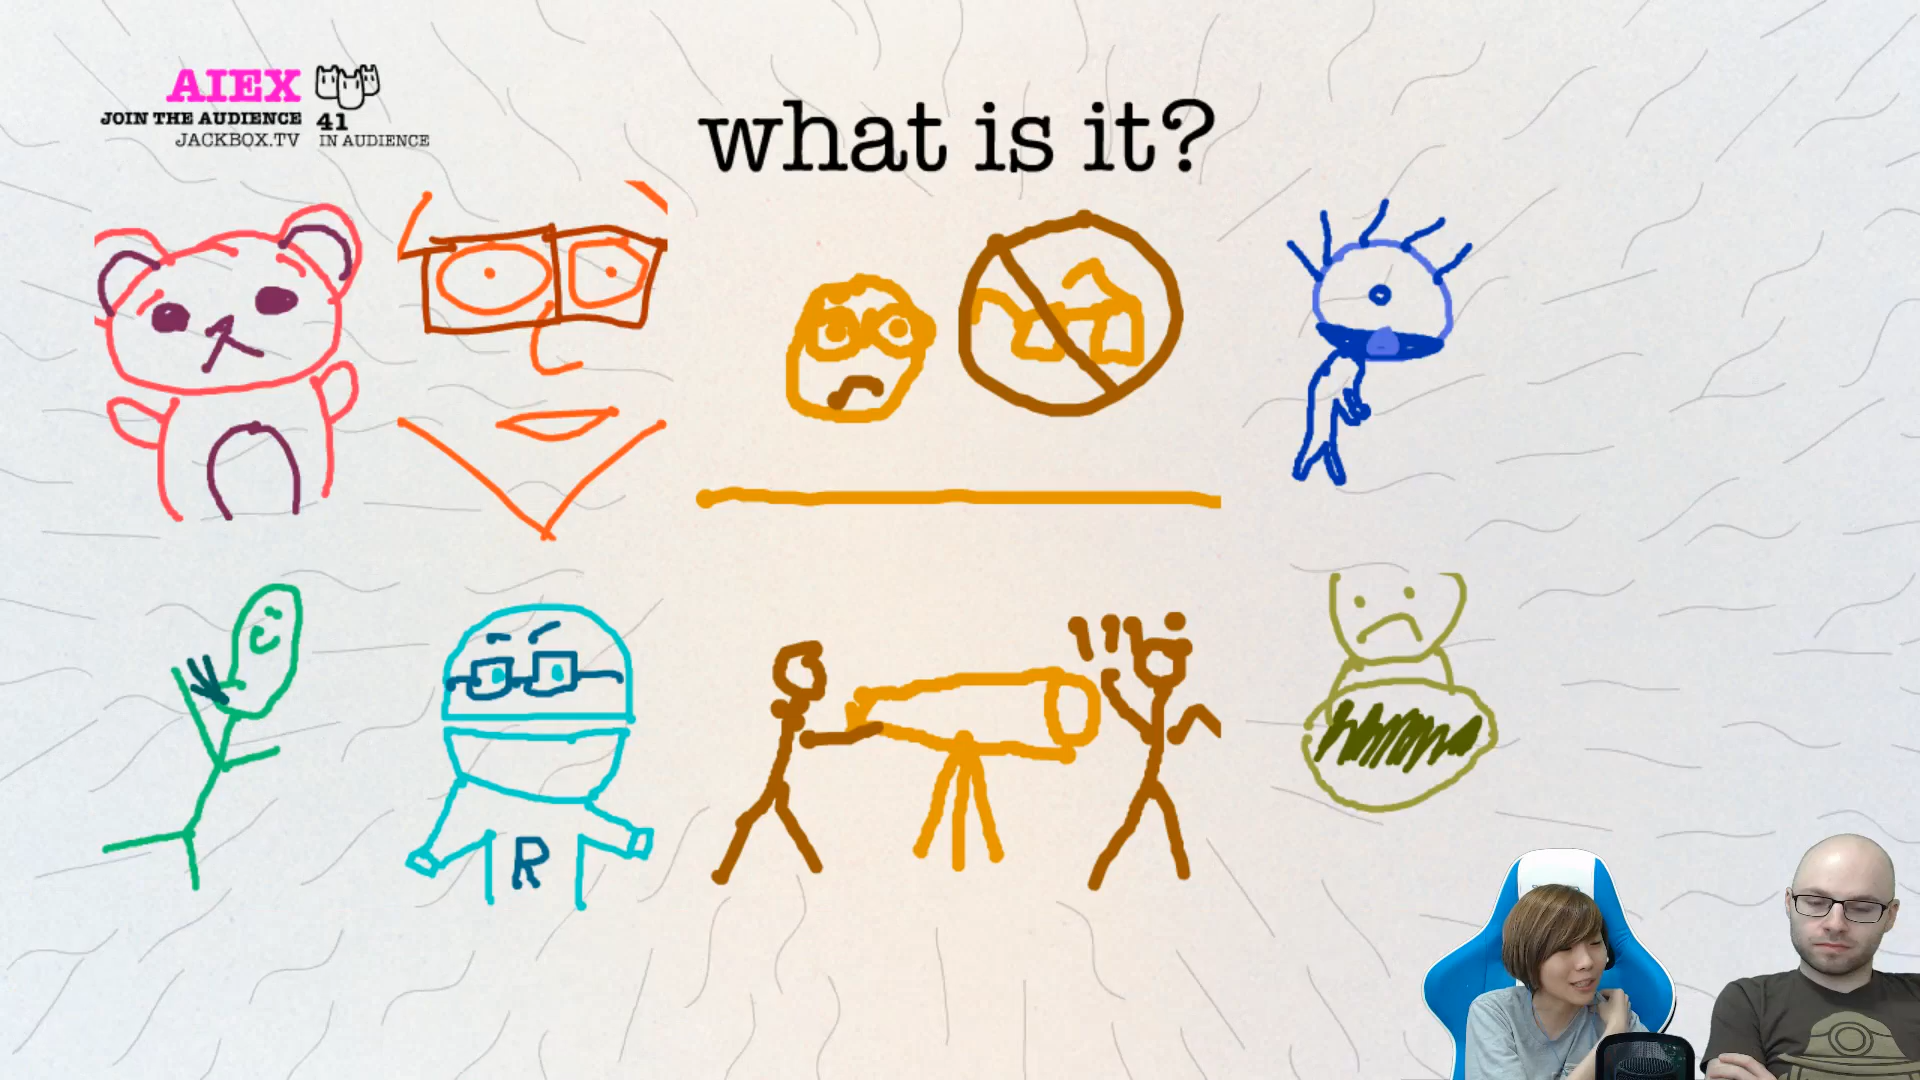 AIEX
JOIN THE AUDIENCE
JACKBOX.TV
41
IN AUDIENCE
what is it?
R